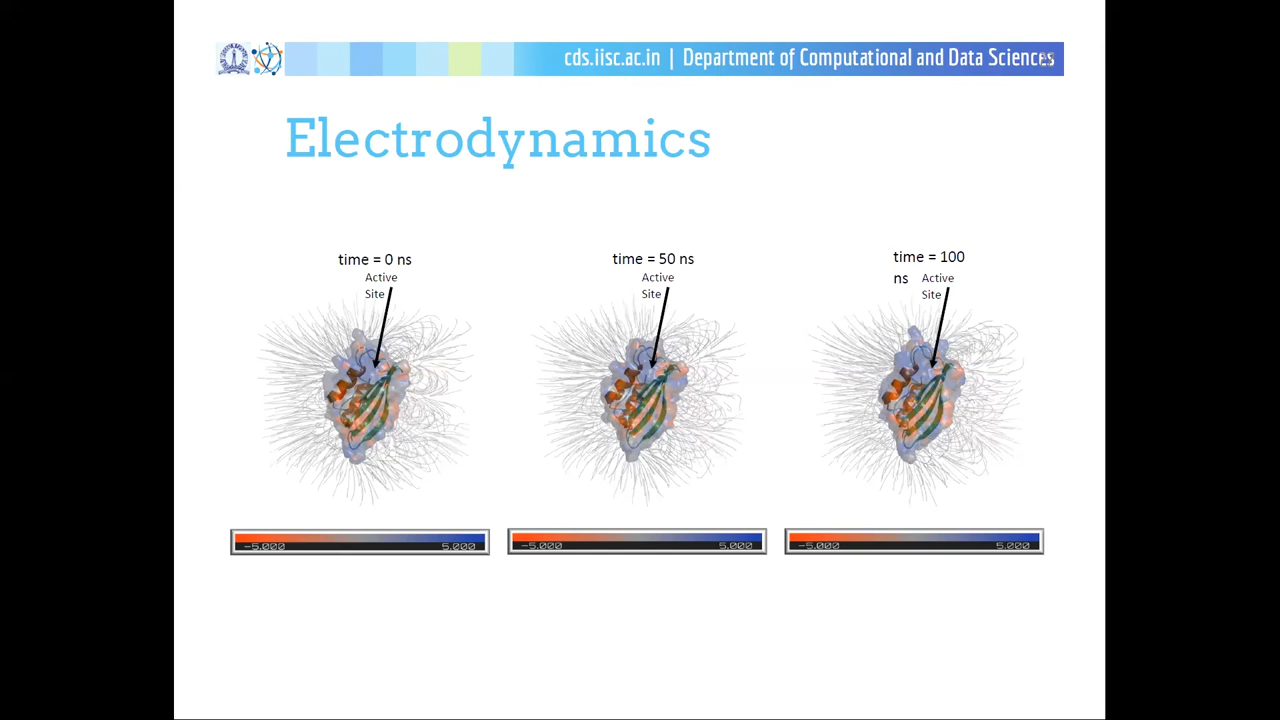 cds.iisc.ac.in | Department of Computational and Data Sciences
Electrodynamics
time = 0 ns
Active
Site
time = 50 ns
Active
Site
time = 100
ns Active
Site
-5.000 5.000
-5.000 5.000
-5.000 5.000